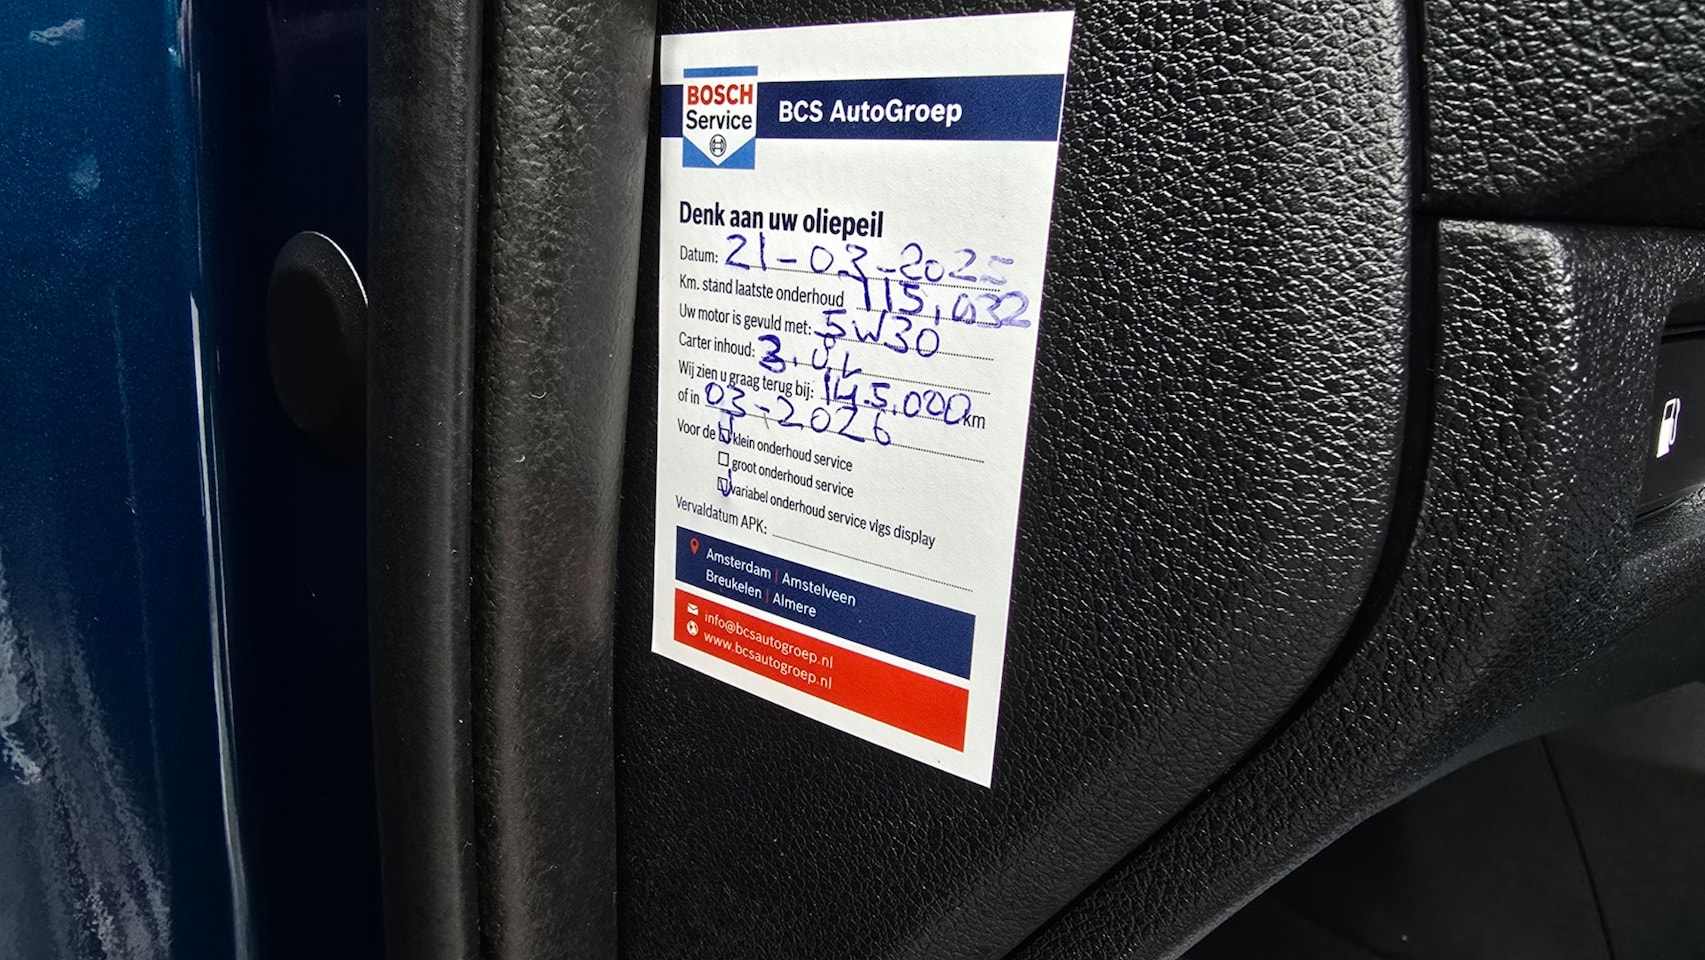 BOSCH
Service
BCS AutoGroep
Denk aan uw oliepeil
Datum: 21-03-2025
Km. stand laatste onderhoud 115,032
Uw motor is gevuld met: 5W30
Carter inhoud: 3,0L
Wij zien u graag terug bij: 145.000 km
of in 03-2026
Voor de klein onderhoud service
groot onderhoud service
variabel onderhoud service vlgs display
Vervaldatum APK:
Amsterdam | Amstelveen
Breukelen | Almere
info@bcsautogroep.nl
www.bcsautogroep.nl